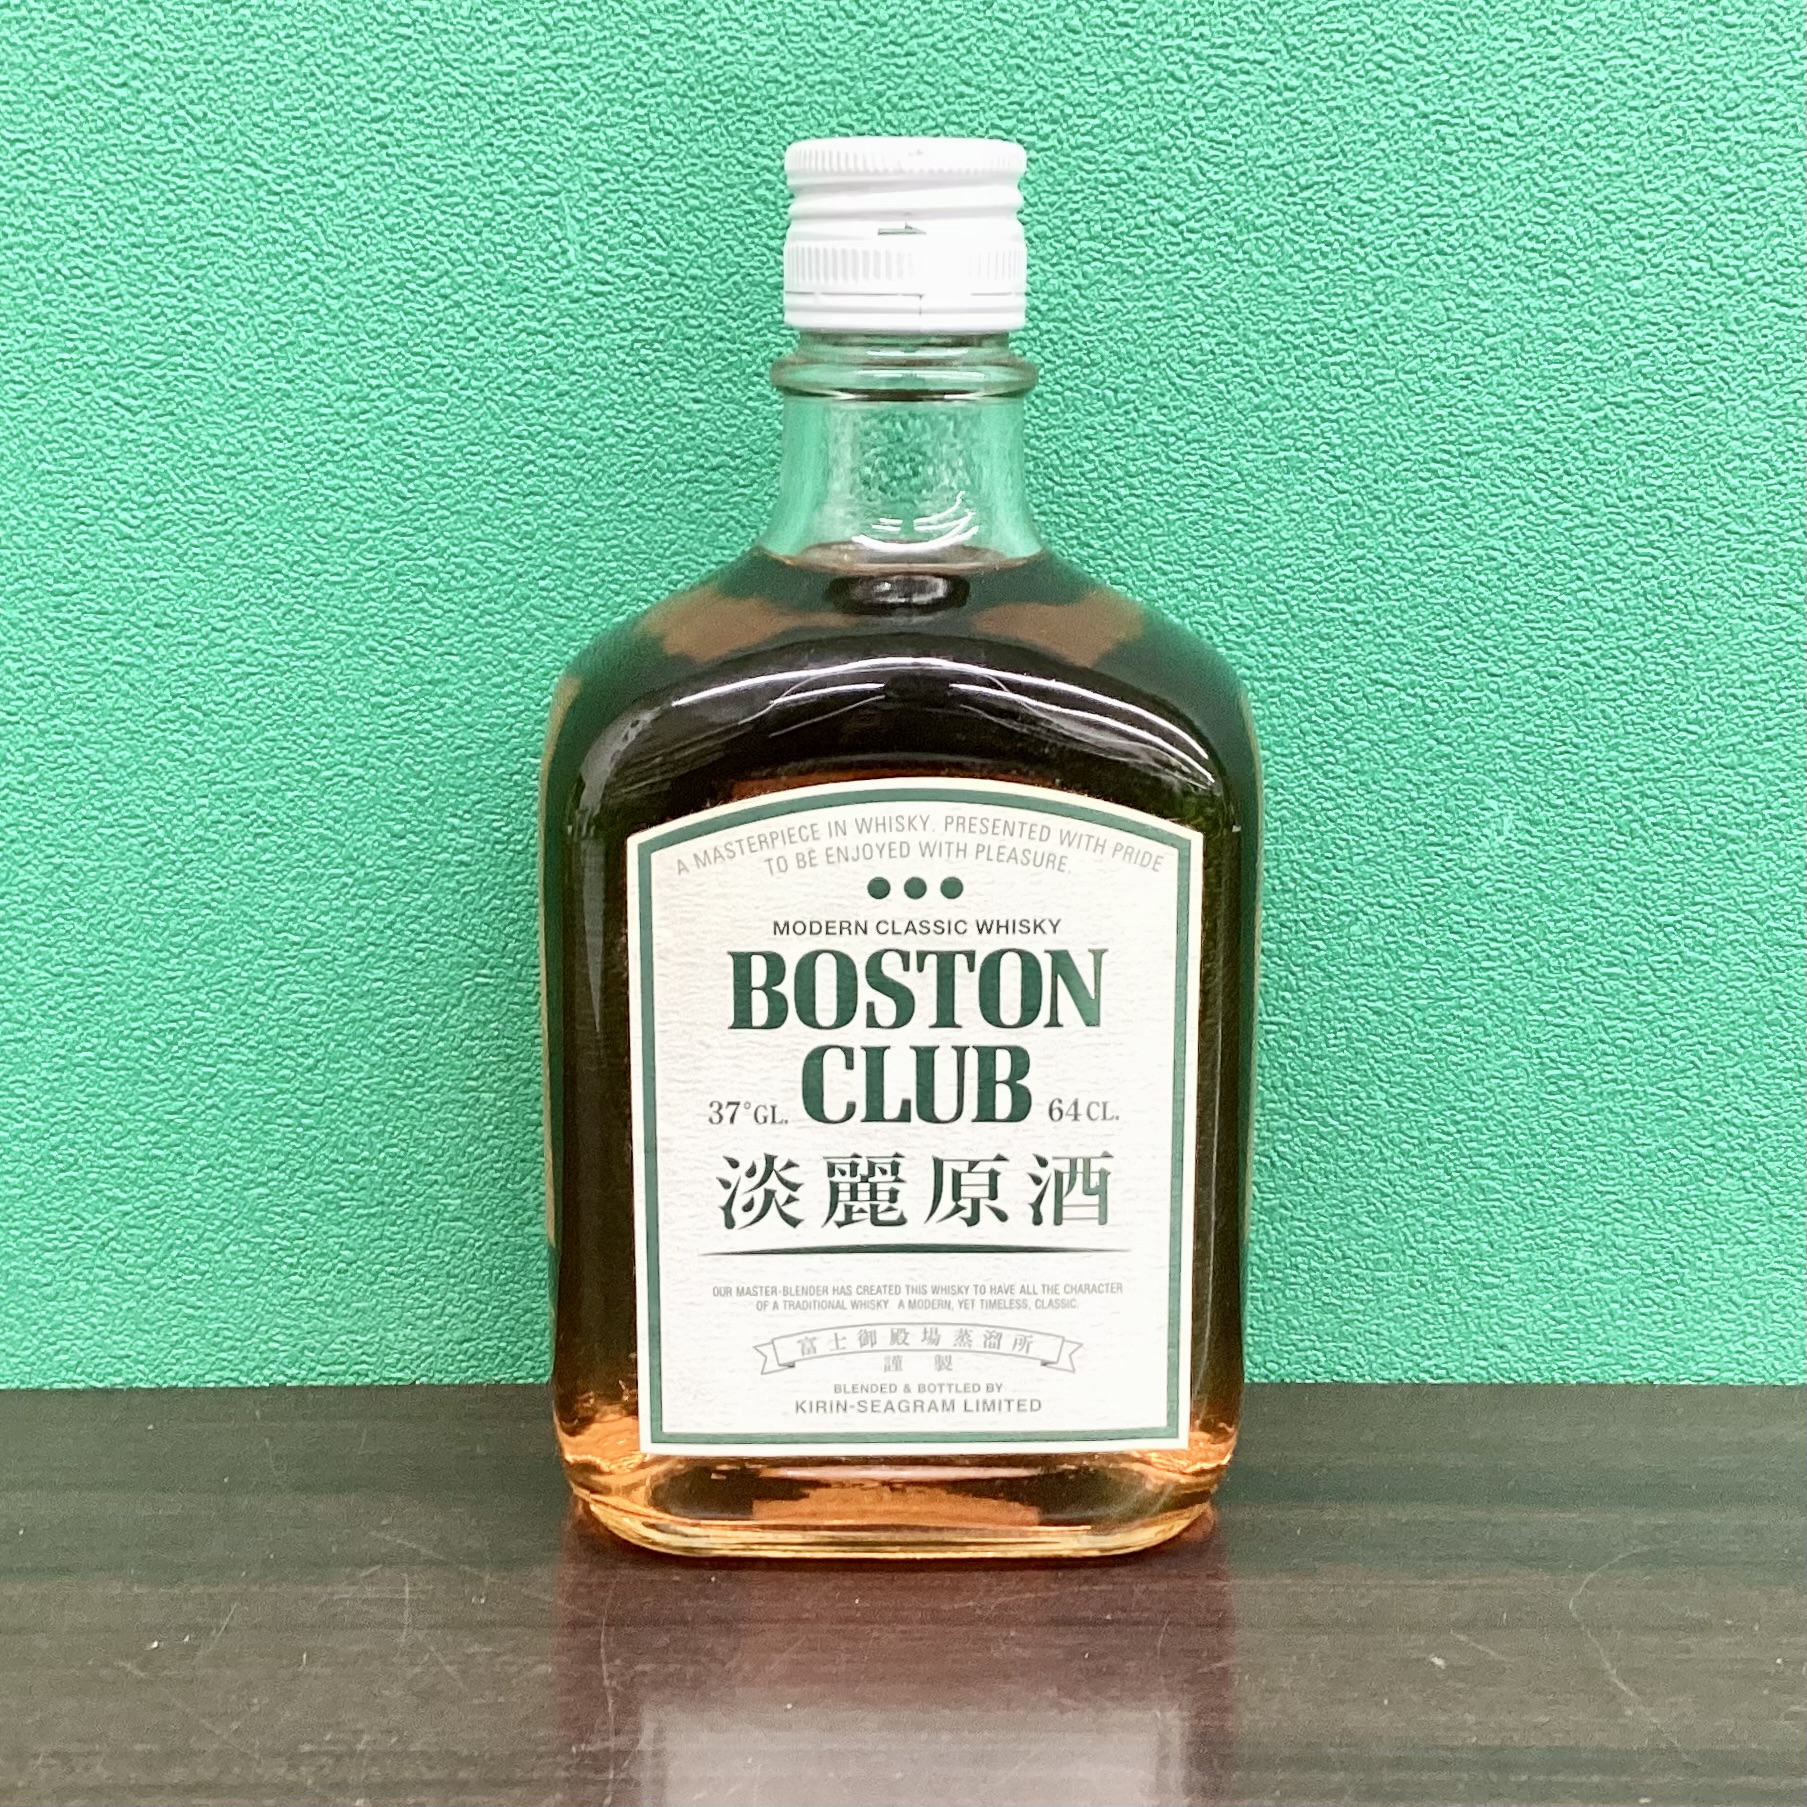 A MASTERPIECE IN WHISKY. PRESENTED WITH PRIDE
TO BE ENJOYED WITH PLEASURE.
MODERN CLASSIC WHISKY
BOSTON
CLUB
37°GL. 64CL.
淡麗原酒
OUR MASTER-BLENDER HAS CREATED THIS WHISKY TO HAVE ALL THE CHARACTER
OF A TRADITIONAL WHISKY. A MODERN, YET TIMELESS, CLASSIC.
富士御殿場蒸溜所
謹製
BLENDED & BOTTLED BY
KIRIN-SEAGRAM LIMITED